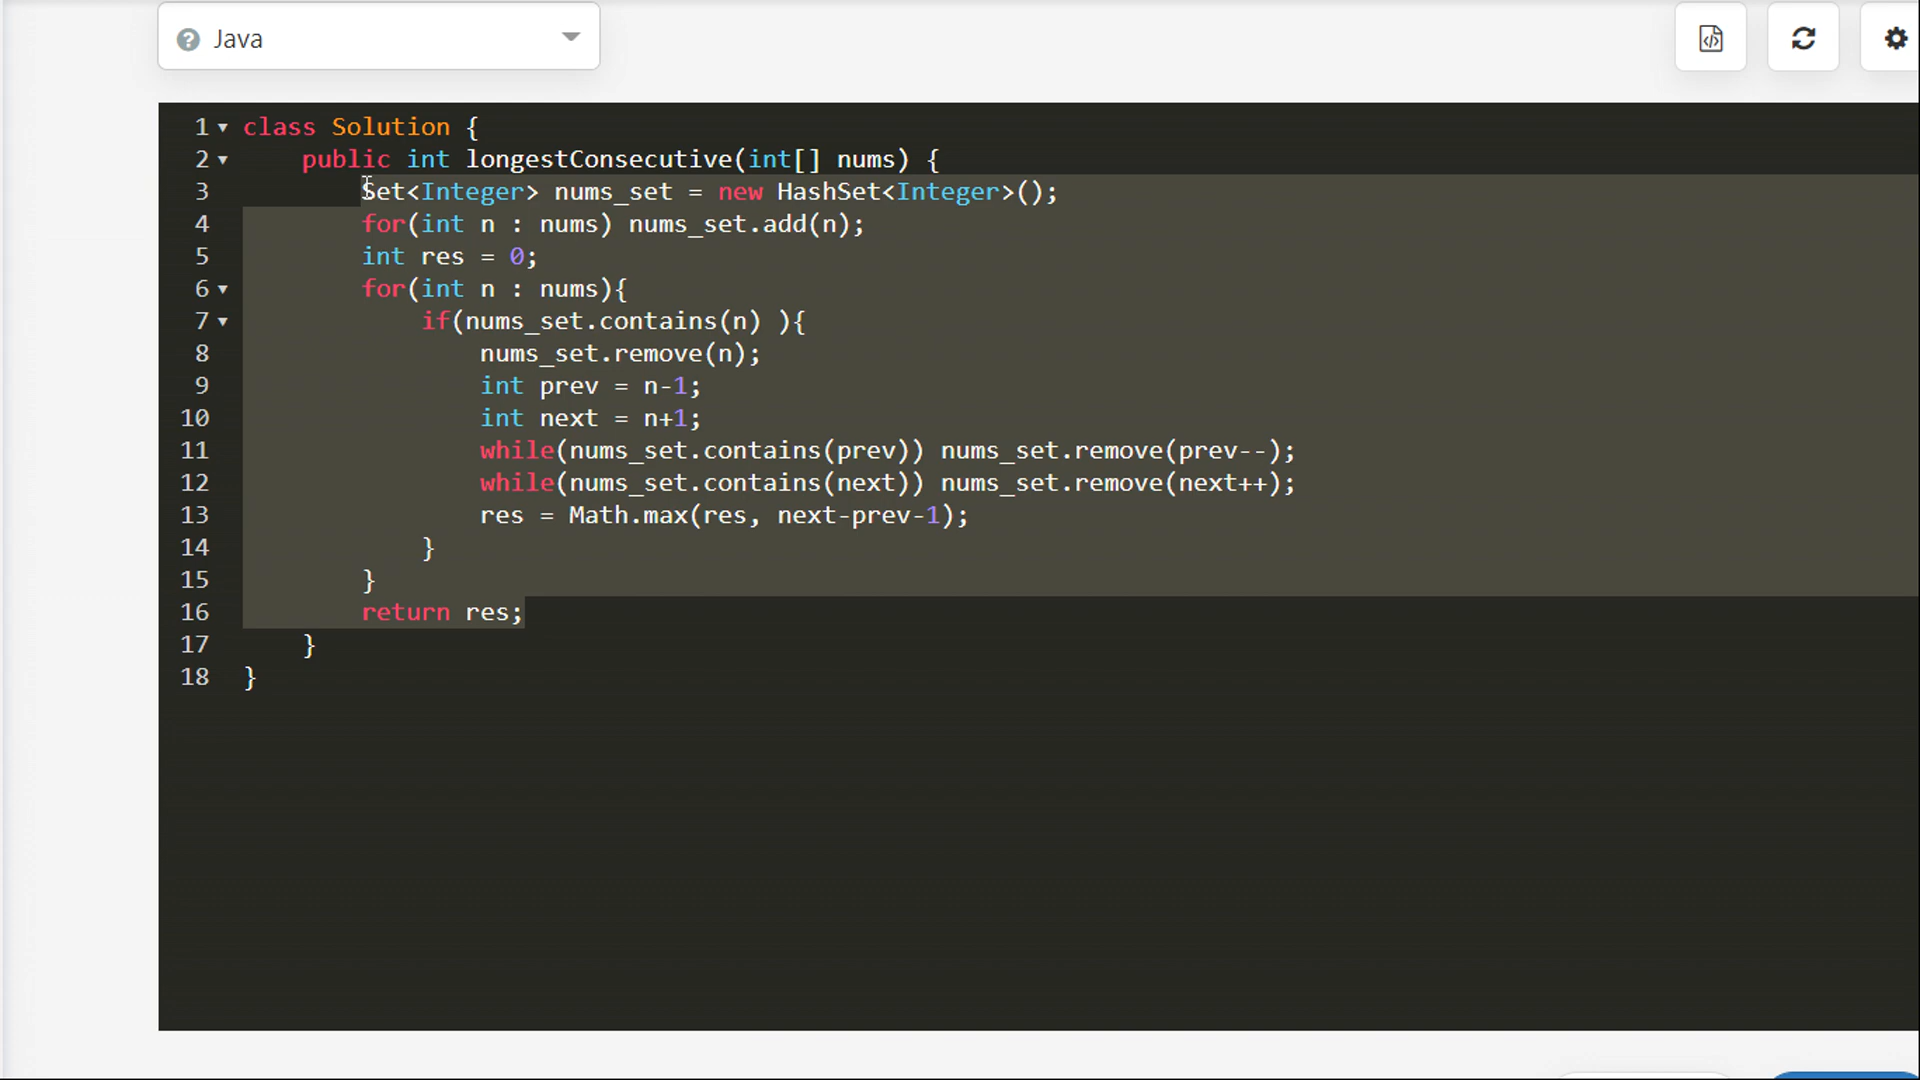 Java
1 class Solution {
2 public int longestConsecutive(int[] nums) {
3 Set<Integer> nums_set = new HashSet<Integer>();
4 for(int n : nums) nums_set.add(n);
5 int res = 0;
6 for(int n : nums){
7 if(nums_set.contains(n) ){
8 nums_set.remove(n);
9 int prev = n-1;
10 int next = n+1;
11 while(nums_set.contains(prev)) nums_set.remove(prev--);
12 while(nums_set.contains(next)) nums_set.remove(next++);
13 res = Math.max(res, next-prev-1);
14 }
15 }
16 return res;
17 }
18 }